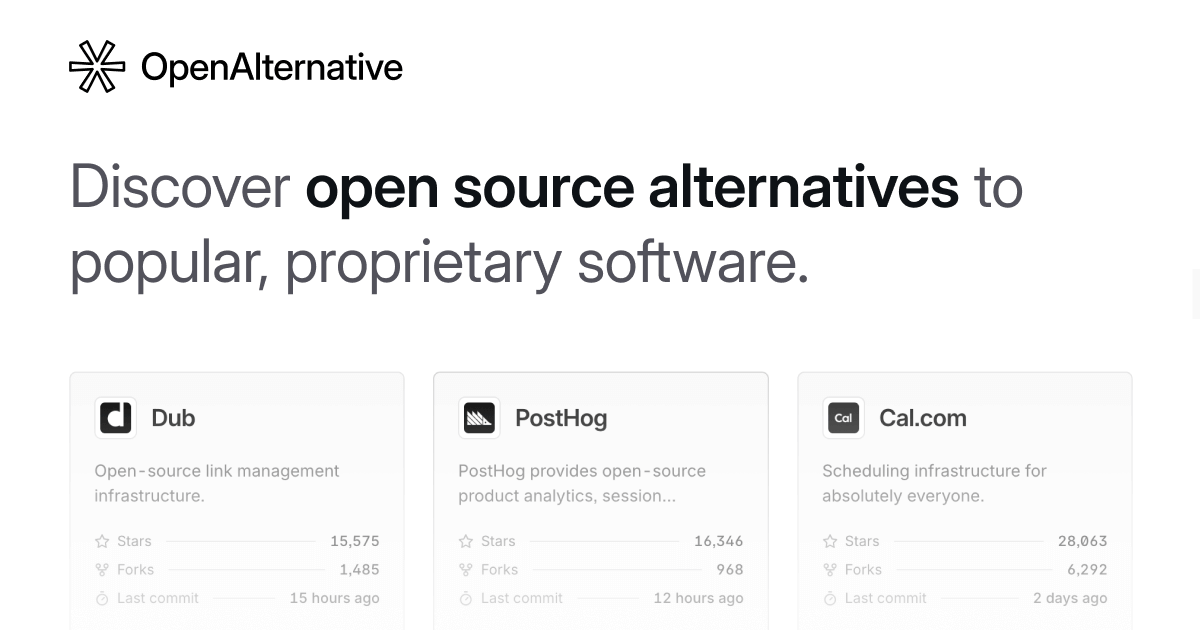 OpenAlternative
Discover open source alternatives to
popular, proprietary software.
Dub
Open-source link management
infrastructure.
Stars 15,575
Forks 1,485
Last commit 15 hours ago
PostHog
PostHog provides open-source
product analytics, session...
Stars 16,346
Forks 968
Last commit 12 hours ago
Cal
Cal.com
Scheduling infrastructure for
absolutely everyone.
Stars 28,063
Forks 6,292
Last commit 2 days ago